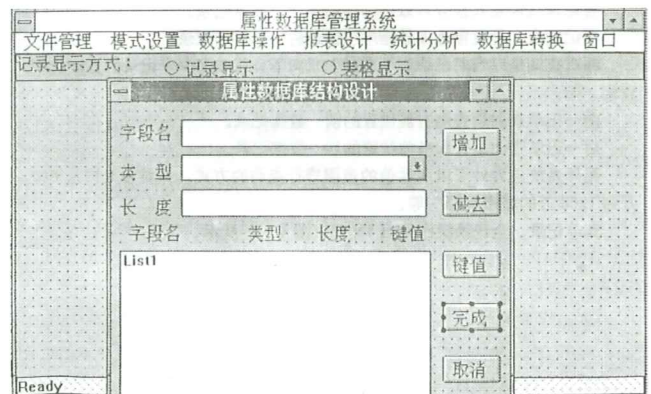 属性数据库管理系统
文件管理 模式设置 数据库操作 报表设计 统计分析 数据库转换 窗口
记录显示方式： 记录显示 表格显示
属性数据库结构设计
字段名
增加
类 型
长 度
减去
字段名 类型 长度 键值
List1
键值
完成
取消
Ready